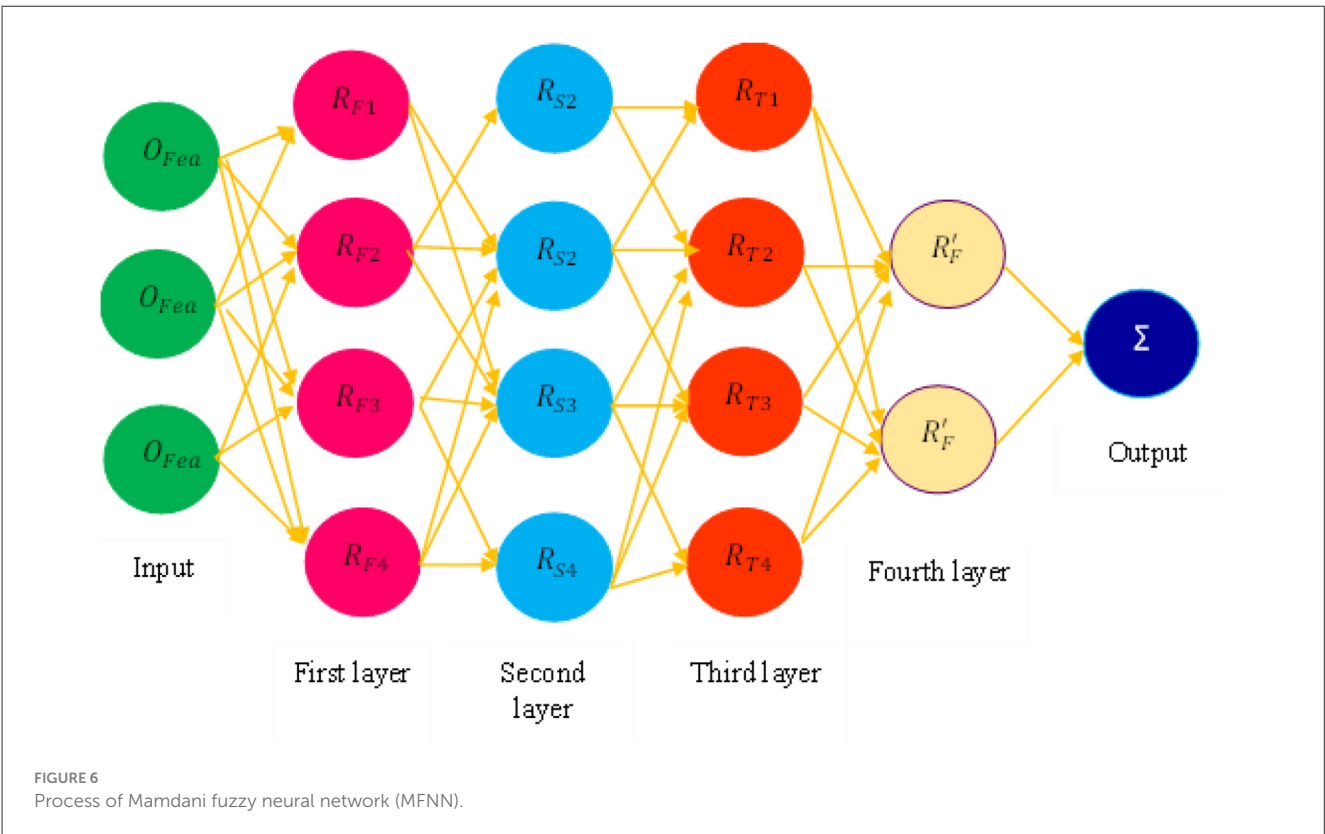 O_Fea
O_Fea
O_Fea
Input
R_F1
R_F2
R_F3
R_F4
First layer
R_S2
R_S2
R_S3
R_S4
Second
layer
R_T1
R_T2
R_T3
R_T4
Third layer
R'_F
R'_F
Fourth layer
Σ
Output
FIGURE 6
Process of Mamdani fuzzy neural network (MFNN).